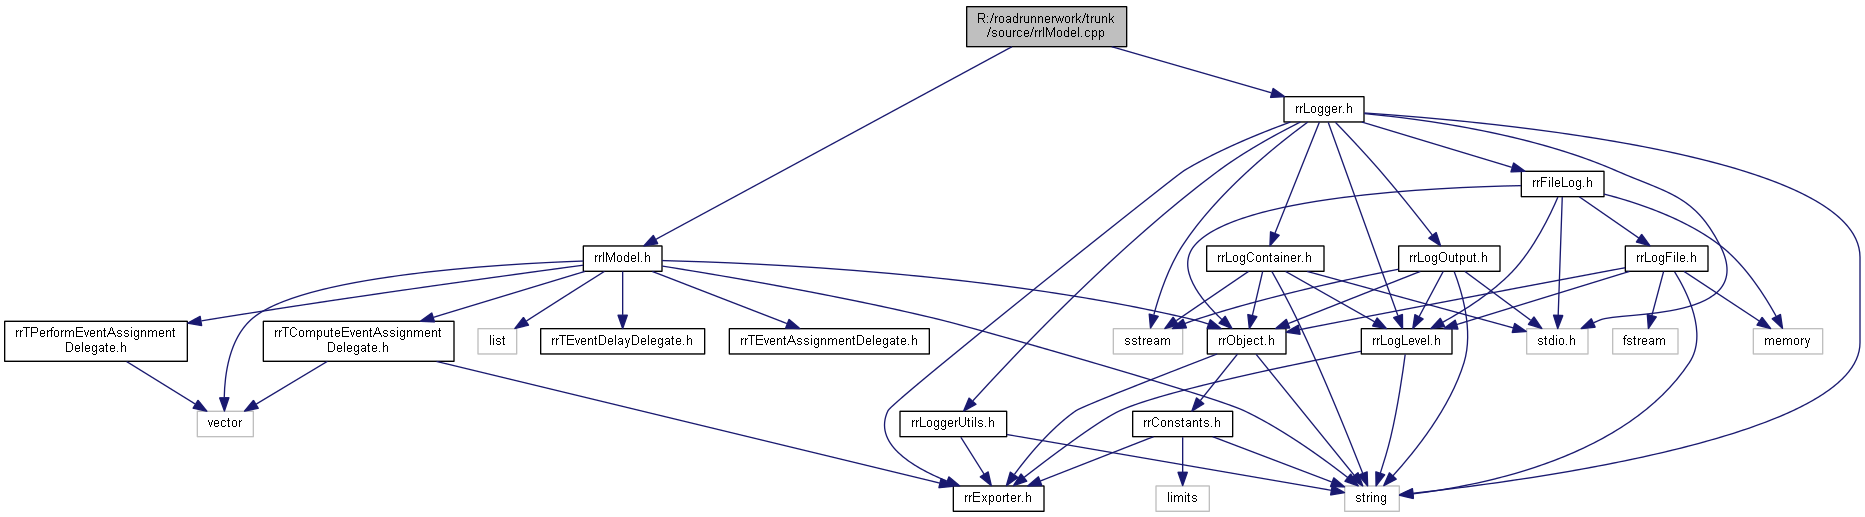 R:/roadrunnerwork/trunk
/source/rrIModel.cpp
rrLogger.h
rrFileLog.h
rrIModel.h
rrLogContainer.h
rrLogOutput.h
rrLogFile.h
rrTPerformEventAssignment
Delegate.h
rrTComputeEventAssignment
Delegate.h
list
rrTEventDelayDelegate.h
rrTEventAssignmentDelegate.h
sstream
rrObject.h
rrLogLevel.h
stdio.h
fstream
memory
vector
rrLoggerUtils.h
rrConstants.h
rrExporter.h
limits
string